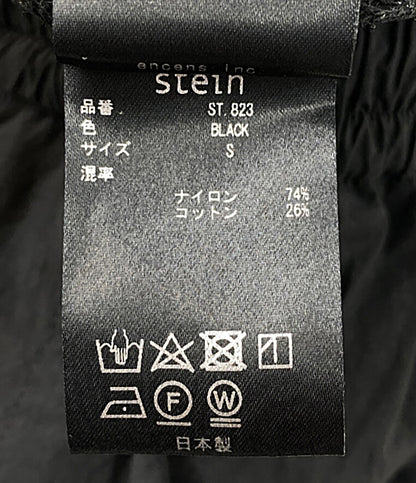 encens inc
stein
品番 ST.823
色 BLACK
サイズ S
混率
ナイロン 74%
コットン 26%
F W
日本製